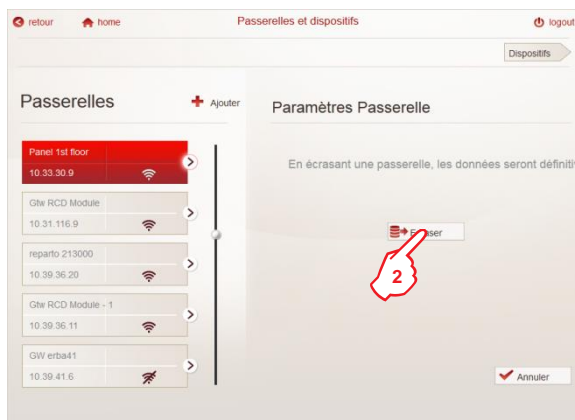 retour
home
Passerelles et dispositifs
logout
Dispositifs
Passerelles
Ajouter
Panel 1st floor
10.33.30.9
Gtw RCD Module
10.31.116.9
reparto 213000
10.39.36.20
Gtw RCD Module - 1
10.39.36.11
GW erba41
10.39.41.6
Paramètres Passerelle
En écrasant une passerelle, les données seront définiti
2
Annuler